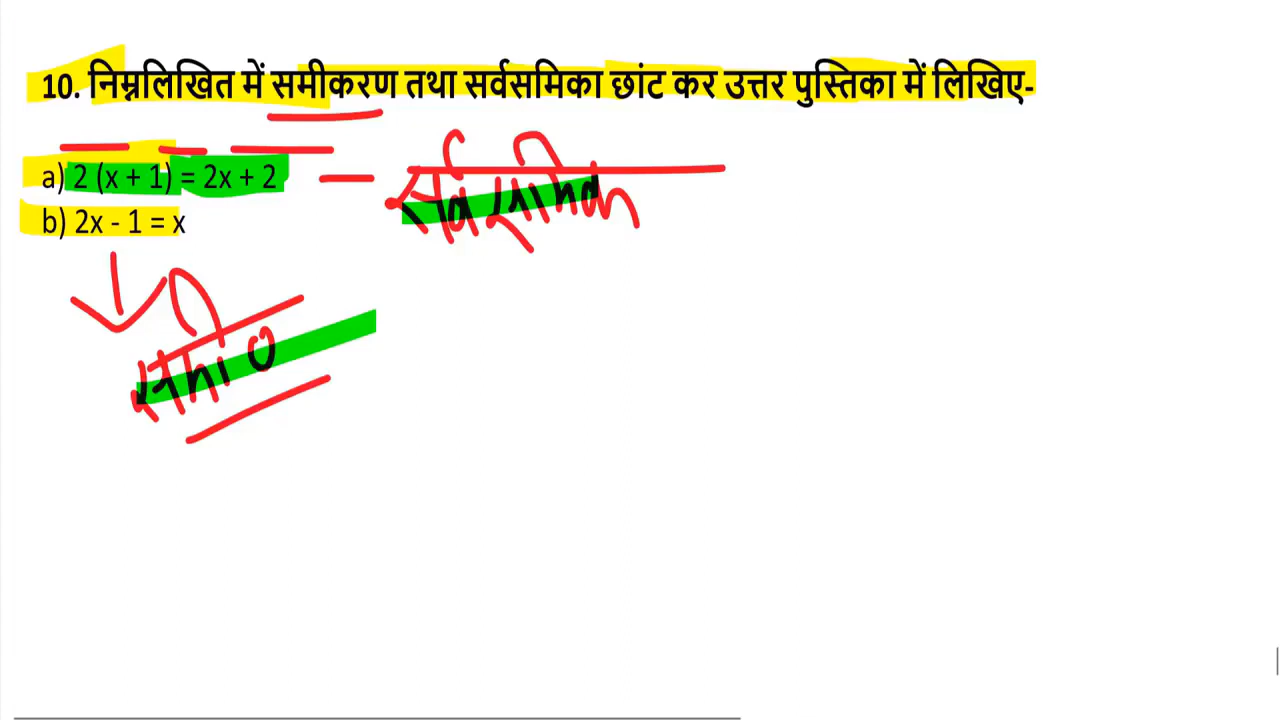 10. निम्नलिखित में समीकरण तथा सर्वसमिका छांट कर उत्तर पुस्तिका में लिखिए-
a) 2 (x + 1) = 2x + 2 — सर्वसमिका
b) 2x - 1 = x
समी०